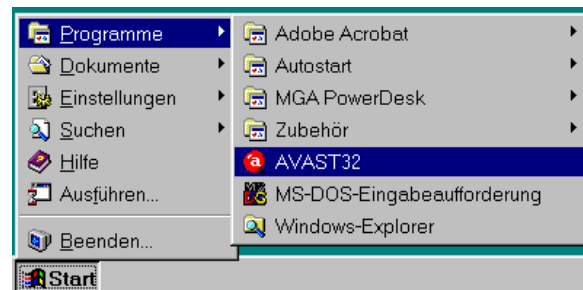 Programme
Dokumente
Einstellungen
Suchen
Hilfe
Ausführen...
Beenden...
Start
Adobe Acrobat
Autostart
MGA PowerDesk
Zubehör
AVAST32
MS-DOS-Eingabeaufforderung
Windows-Explorer